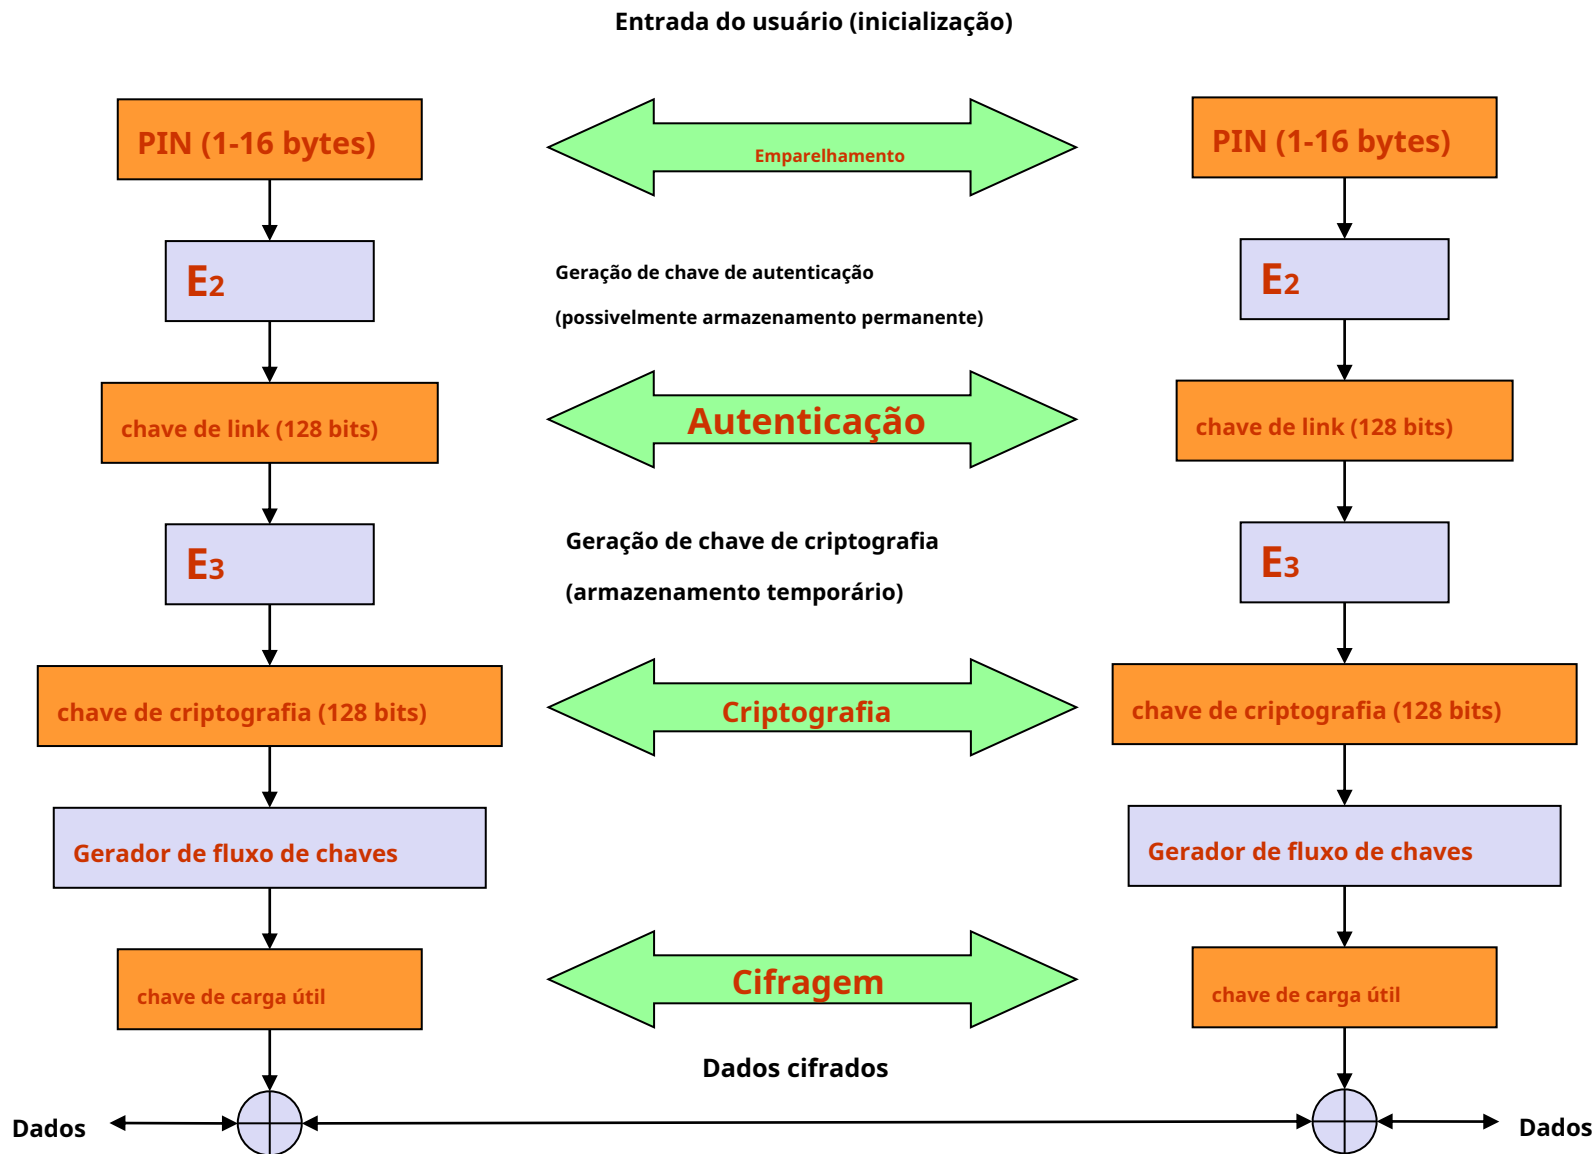 Entrada do usuário (inicialização)
PIN (1-16 bytes)
Emparelhamento
PIN (1-16 bytes)
E2
Geração de chave de autenticação
(possivelmente armazenamento permanente)
E2
chave de link (128 bits)
Autenticação
chave de link (128 bits)
E3
Geração de chave de criptografia
(armazenamento temporário)
E3
chave de criptografia (128 bits)
Criptografia
chave de criptografia (128 bits)
Gerador de fluxo de chaves
Gerador de fluxo de chaves
chave de carga útil
Cifragem
chave de carga útil
Dados cifrados
Dados
Dados